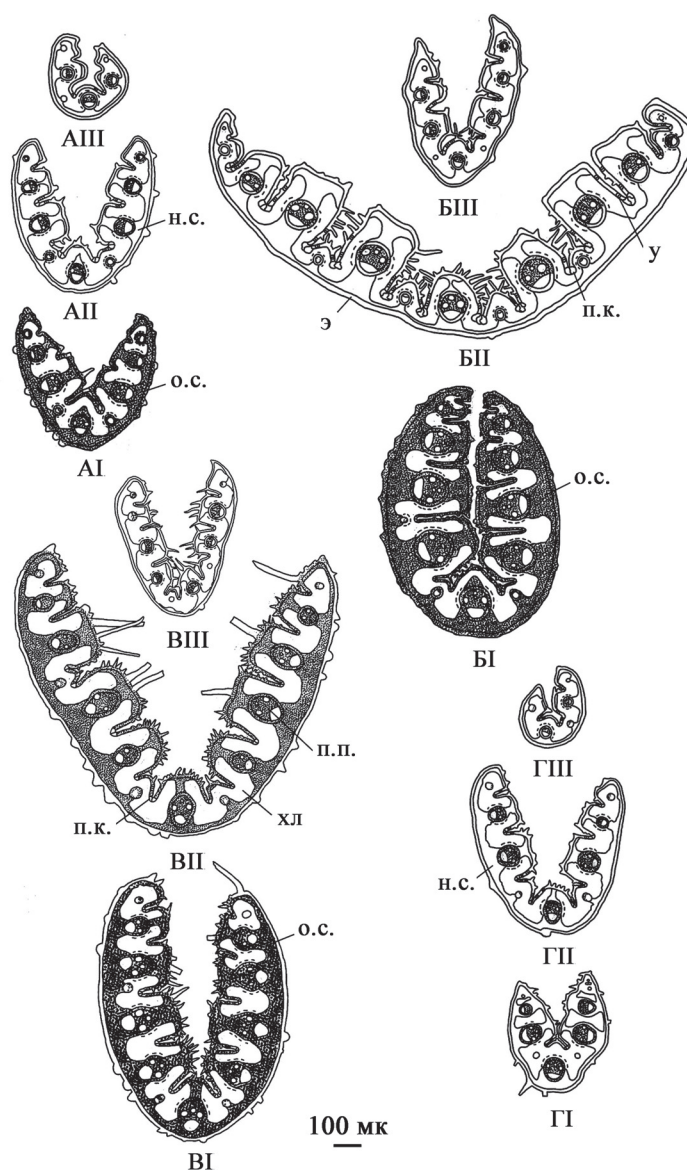 АIII
БIII
н.с.
у
АII
п.к.
э
БII
о.с.
АI
о.с.
ВIII
БI
п.п.
ГIII
п.к.
хл
ВII
н.с.
о.с.
ГII
100 мк
ГI
ВI